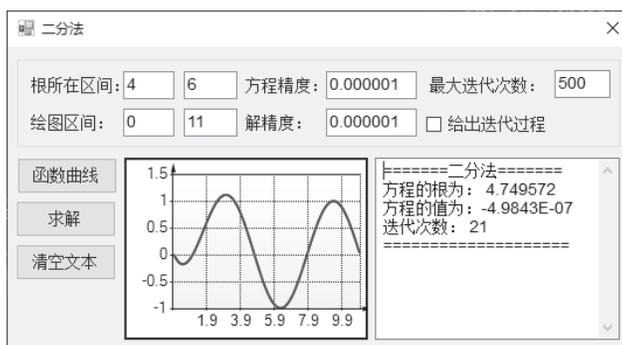 二分法
根所在区间: 4 6 方程精度: 0.000001 最大迭代次数: 500
绘图区间: 0 11 解精度: 0.000001 给出迭代过程
函数曲线
求解
清空文本
1.5
1
0.5
0
-0.5
-1
1.9 3.9 5.9 7.9 9.9
=======二分法=======
方程的根为: 4.749572
方程的值为: -4.9843E-07
迭代次数: 21
====================